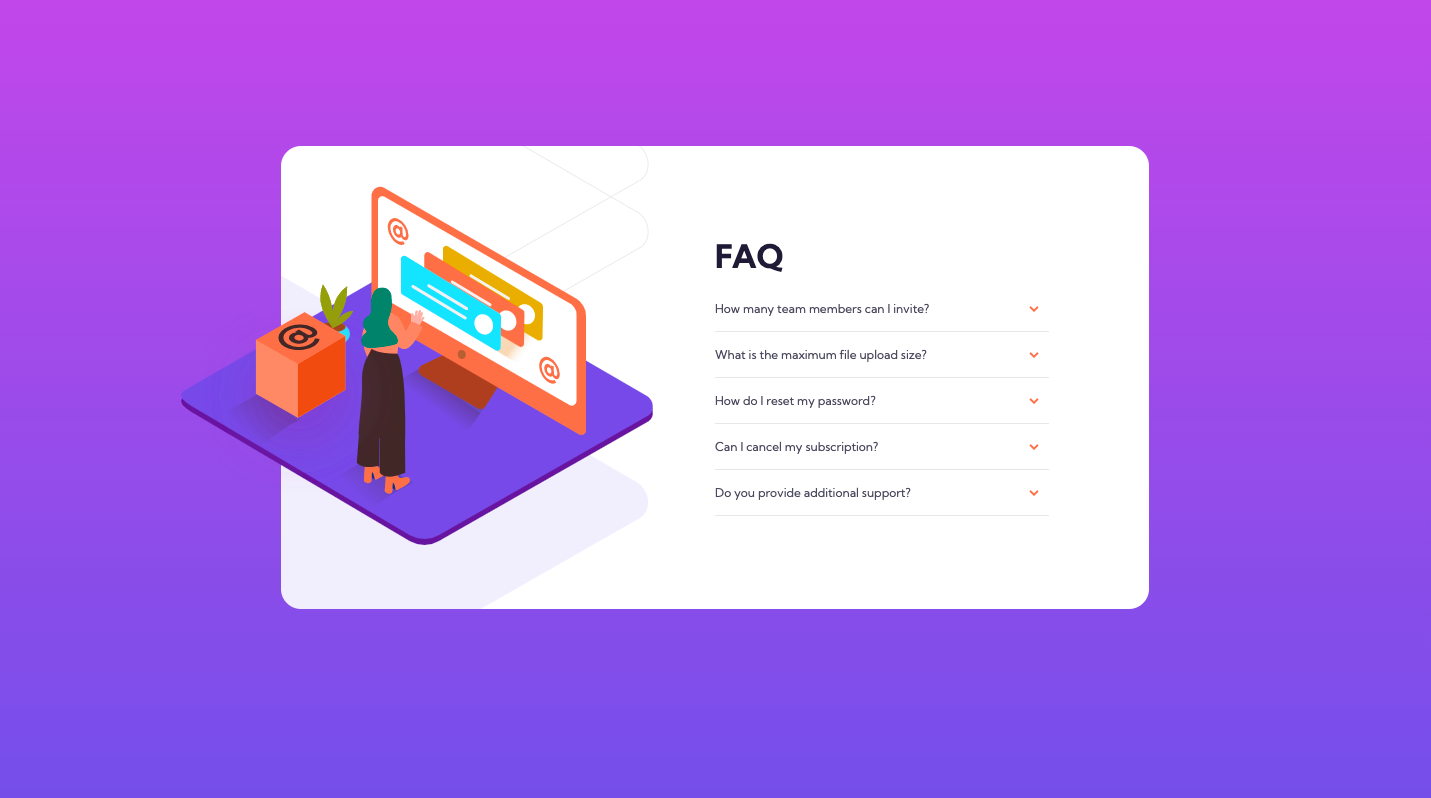 @
@
@
FAQ
How many team members can I invite?
What is the maximum file upload size?
How do I reset my password?
Can I cancel my subscription?
Do you provide additional support?